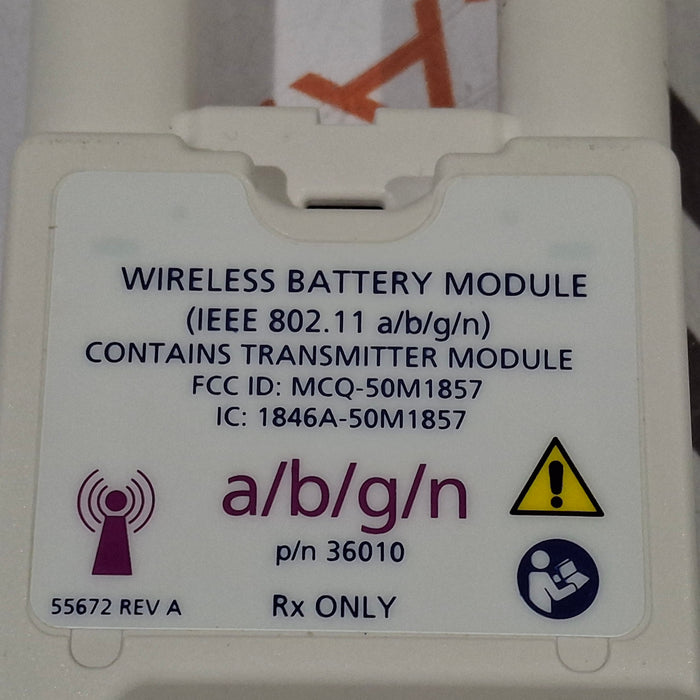 WIRELESS BATTERY MODULE
(IEEE 802.11 a/b/g/n)
CONTAINS TRANSMITTER MODULE
FCC ID: MCQ-50M1857
IC: 1846A-50M1857
a/b/g/n
p/n 36010
55672 REV A
Rx ONLY